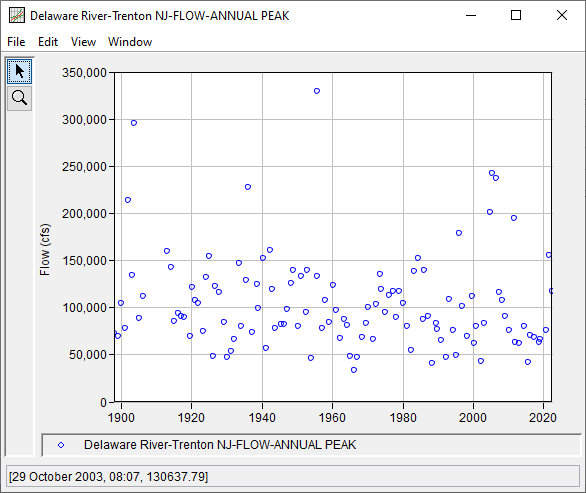 Delaware River-Trenton NJ-FLOW-ANNUAL PEAK
File Edit View Window
350,000
300,000
250,000
200,000
150,000
100,000
50,000
0
Flow (cfs)
1900 1920 1940 1960 1980 2000 2020
Delaware River-Trenton NJ-FLOW-ANNUAL PEAK
[29 October 2003, 08:07, 130637.79]